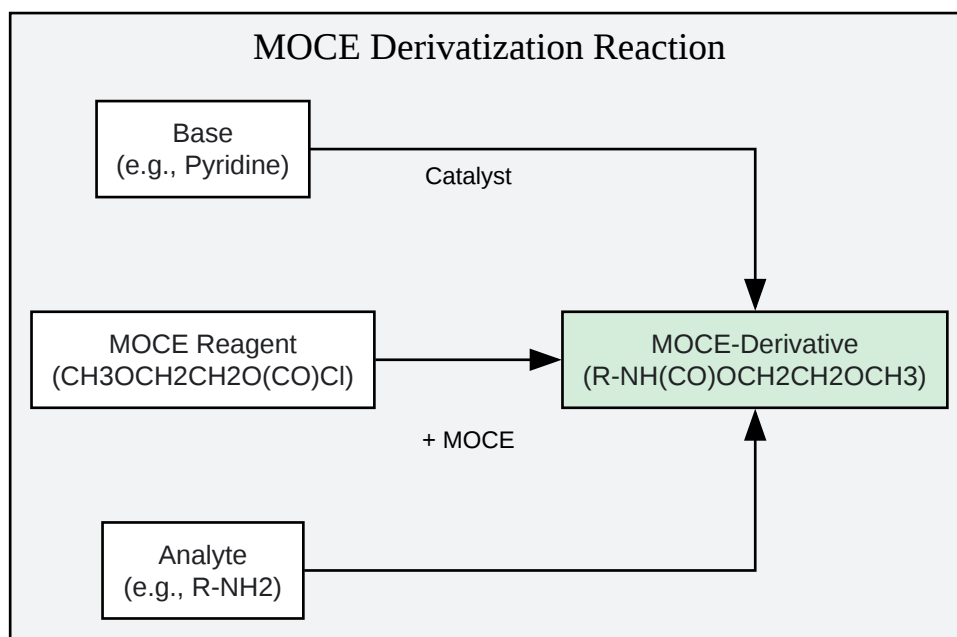 MOCE Derivatization Reaction
Base
(e.g., Pyridine)
Catalyst
MOCE Reagent
(CH3OCH2CH2O(CO)Cl)
MOCE-Derivative
(R-NH(CO)OCH2CH2OCH3)
+ MOCE
Analyte
(e.g., R-NH2)